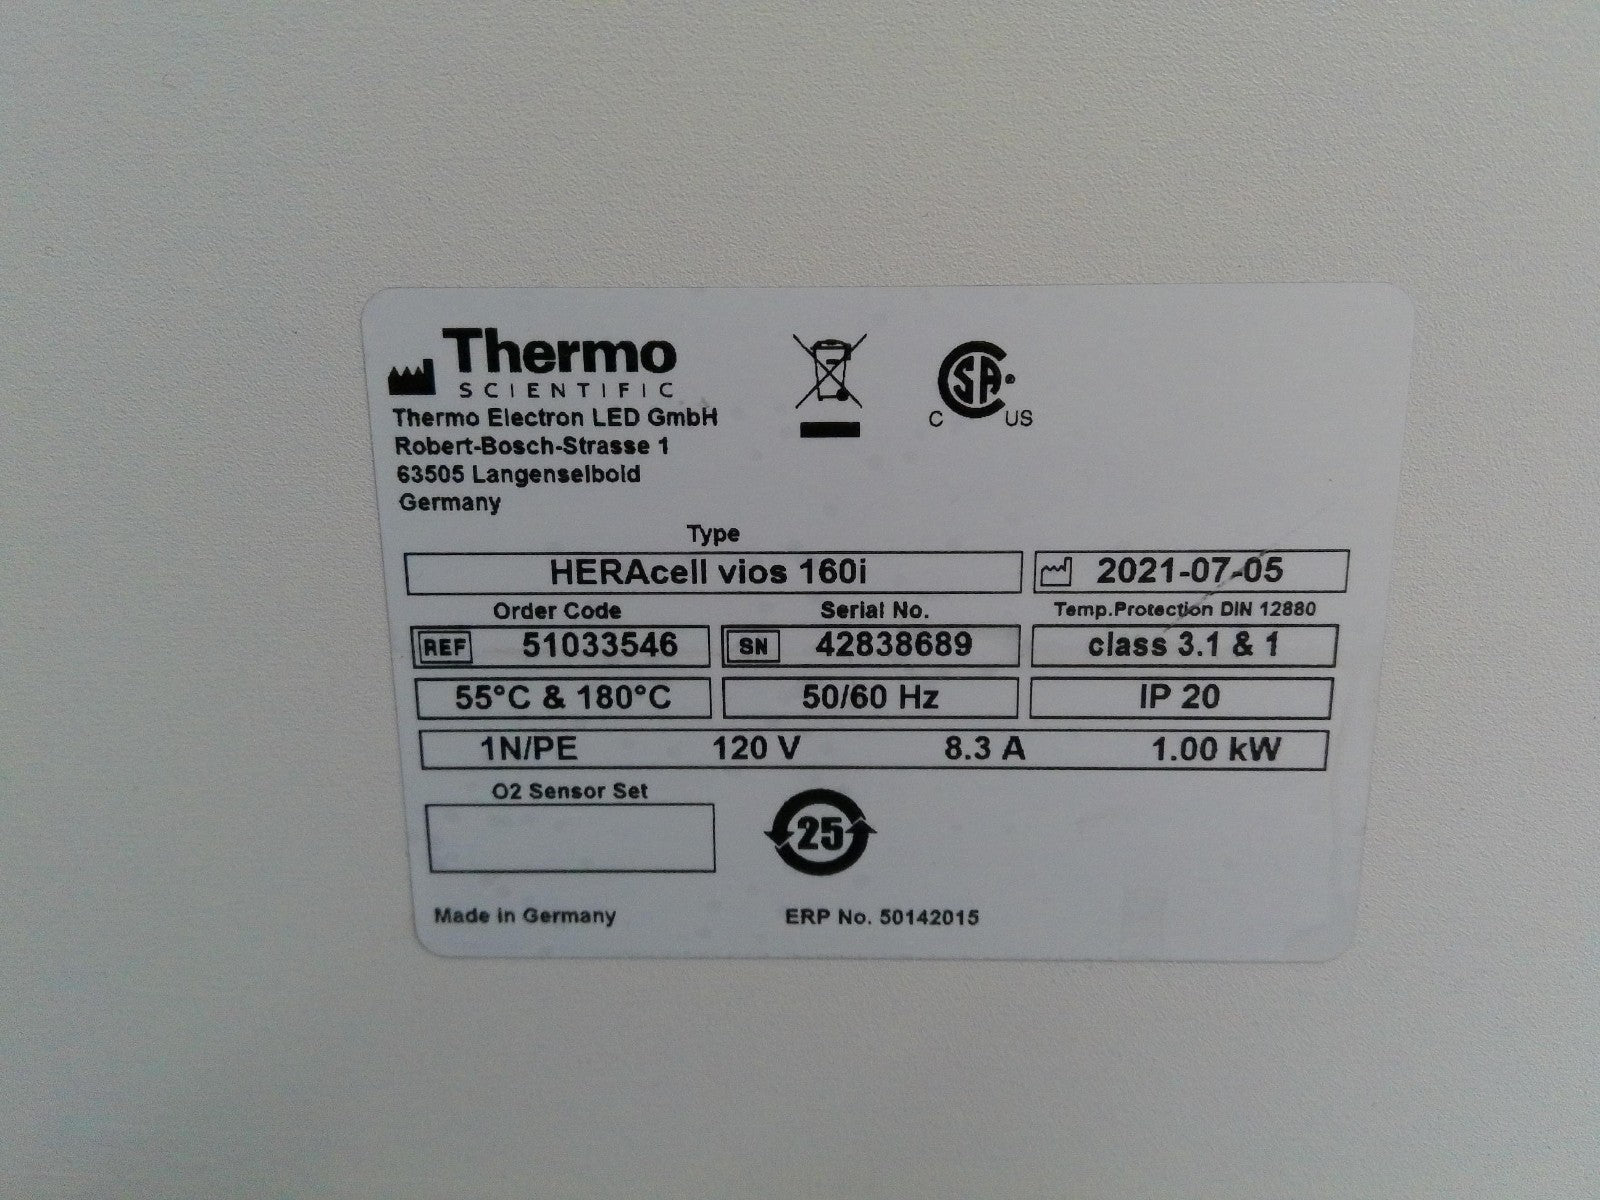 Thermo
SCIENTIFIC
Thermo Electron LED GmbH
Robert-Bosch-Strasse 1
63505 Langenselbold
Germany
C SA US
Type
HERAcell vios 160i
2021-07-05
Order Code
Serial No.
Temp.Protection DIN 12880
REF 51033546
SN 42838689
class 3.1 & 1
55°C & 180°C
50/60 Hz
IP 20
1N/PE 120 V 8.3 A 1.00 kW
O2 Sensor Set
25
Made in Germany
ERP No. 50142015